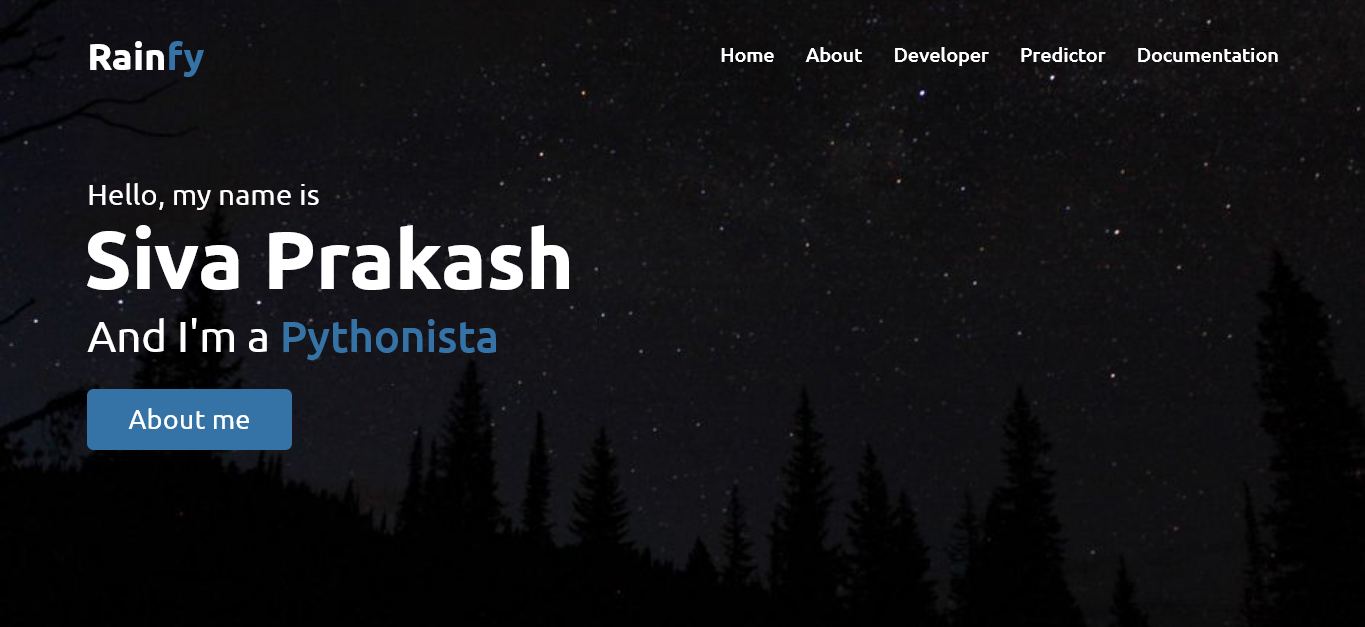 Rainfy
Home About Developer Predictor Documentation
Hello, my name is
Siva Prakash
And I'm a Pythonista
About me